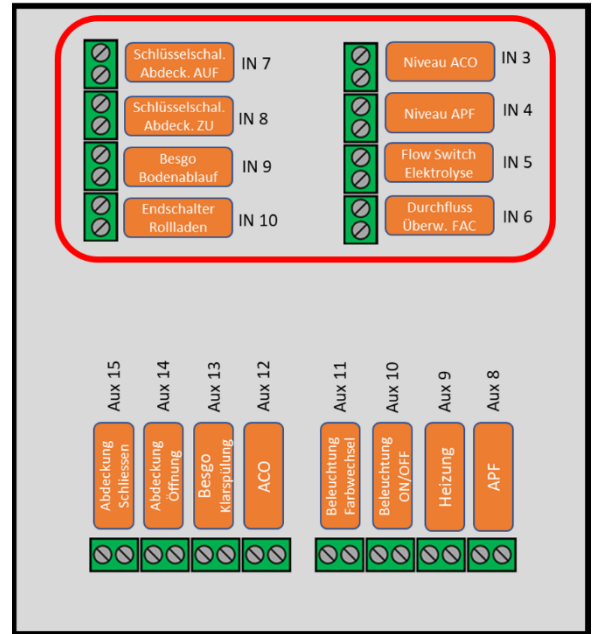 Schlüsselschal.
Abdeck. AUF
IN 7
Schlüsselschal.
Abdeck. ZU
IN 8
Besgo
Bodenablauf
IN 9
Endschalter
Rollladen
IN 10
Niveau ACO
IN 3
Niveau APF
IN 4
Flow Switch
Elektrolyse
IN 5
Durchfluss
Überw. FAC
IN 6
Aux 15
Aux 14
Aux 13
Aux 12
Aux 11
Aux 10
Aux 9
Aux 8
Abdeckung
Schliessen
Abdeckung
Öffnung
Besgo
Klarspülung
ACO
Beleuchtung
Farbwechsel
Beleuchtung
ON/OFF
Heizung
APF